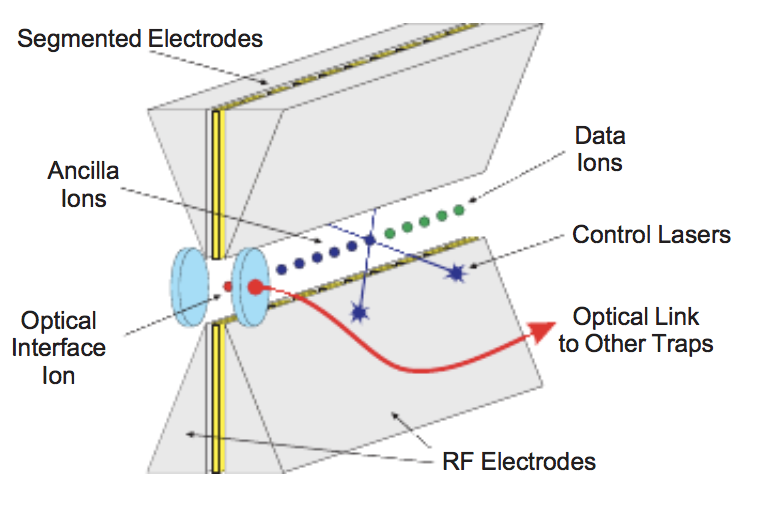 Segmented Electrodes
Ancilla
Ions
Data
Ions
Control Lasers
Optical
Interface
Ion
Optical Link
to Other Traps
RF Electrodes